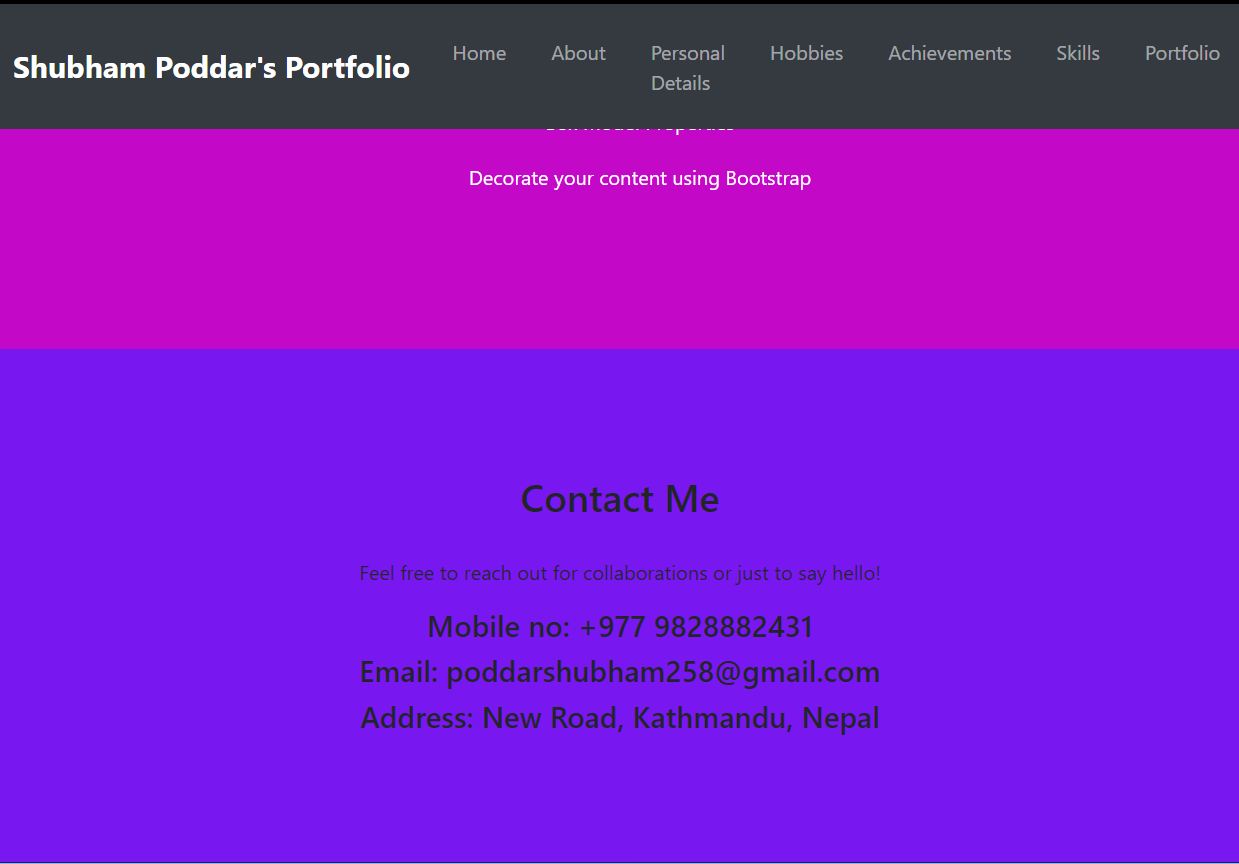 Shubham Poddar's Portfolio
Home About Personal Details Hobbies Achievements Skills Portfolio
Decorate your content using Bootstrap
Contact Me
Feel free to reach out for collaborations or just to say hello!
Mobile no: +977 9828882431
Email: poddarshubham258@gmail.com
Address: New Road, Kathmandu, Nepal